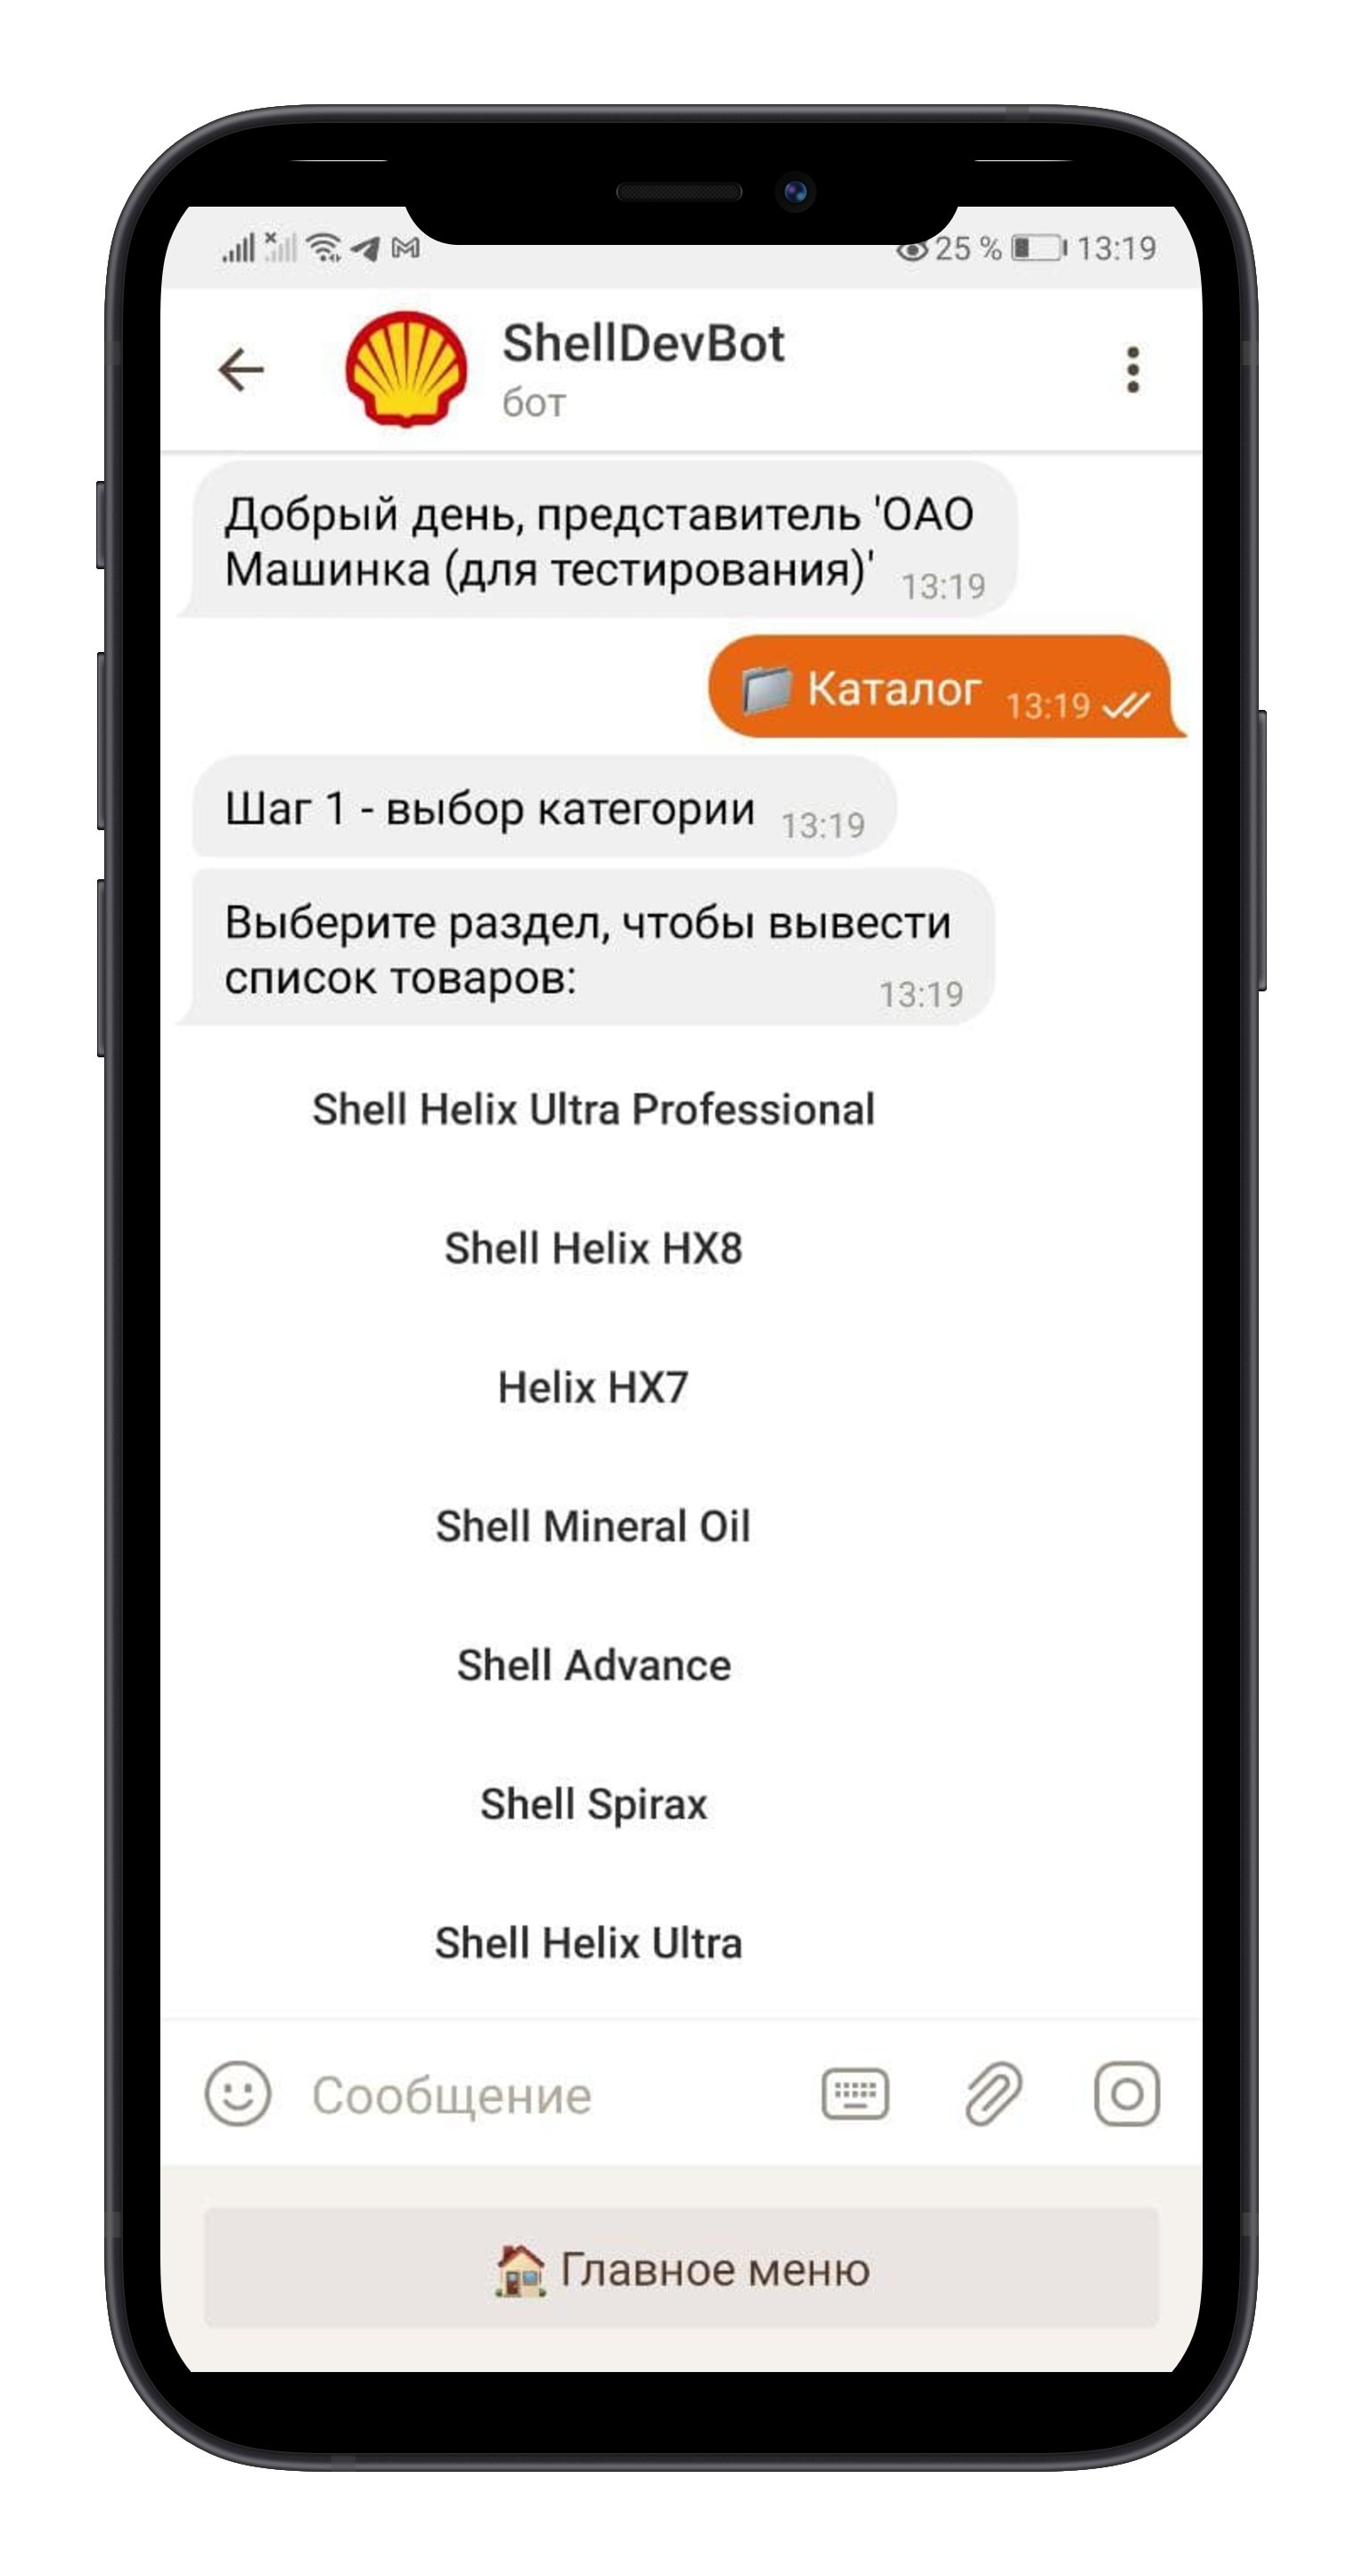 25 % 13:19
ShellDevBot
бот
Добрый день, представитель 'ОАО
Машинка (для тестирования)' 13:19
Каталог 13:19
Шаг 1 - выбор категории 13:19
Выберите раздел, чтобы вывести
список товаров: 13:19
Shell Helix Ultra Professional
Shell Helix HX8
Helix HX7
Shell Mineral Oil
Shell Advance
Shell Spirax
Shell Helix Ultra
Сообщение
Главное меню